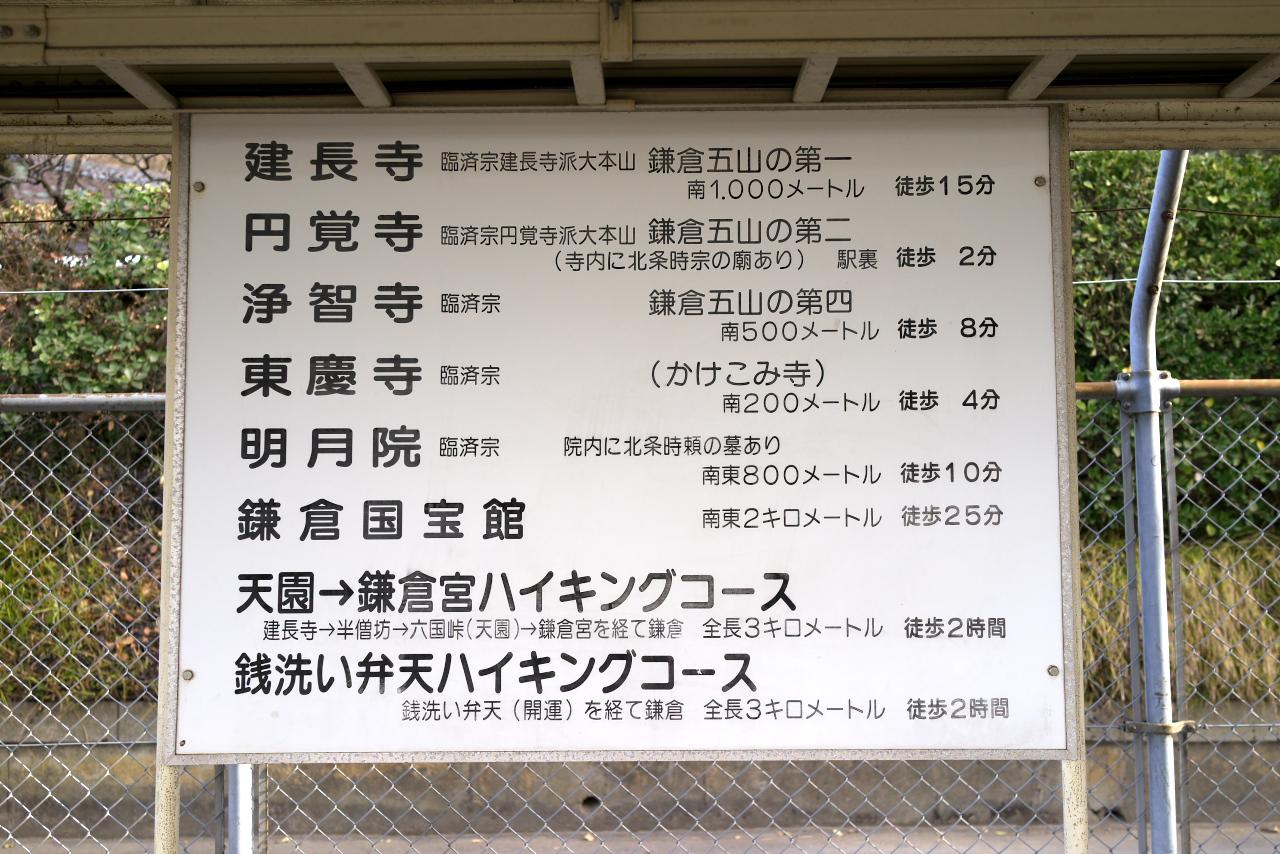 建長寺 臨済宗建長寺派大本山 鎌倉五山の第一
南1.000メートル 徒歩15分
円覚寺 臨済宗円覚寺派大本山 鎌倉五山の第二
（寺内に北条時宗の廟あり） 駅裏 徒歩 2分
浄智寺 臨済宗 鎌倉五山の第四
南500メートル 徒歩 8分
東慶寺 臨済宗 （かけこみ寺）
南200メートル 徒歩 4分
明月院 臨済宗 院内に北条時頼の墓あり
南東800メートル 徒歩10分
鎌倉国宝館 南東2キロメートル 徒歩25分
天園→鎌倉宮ハイキングコース
建長寺→半僧坊→六国峠(天園)→鎌倉宮を経て鎌倉 全長3キロメートル 徒歩2時間
銭洗い弁天ハイキングコース
銭洗い弁天（開運）を経て鎌倉 全長3キロメートル 徒歩2時間